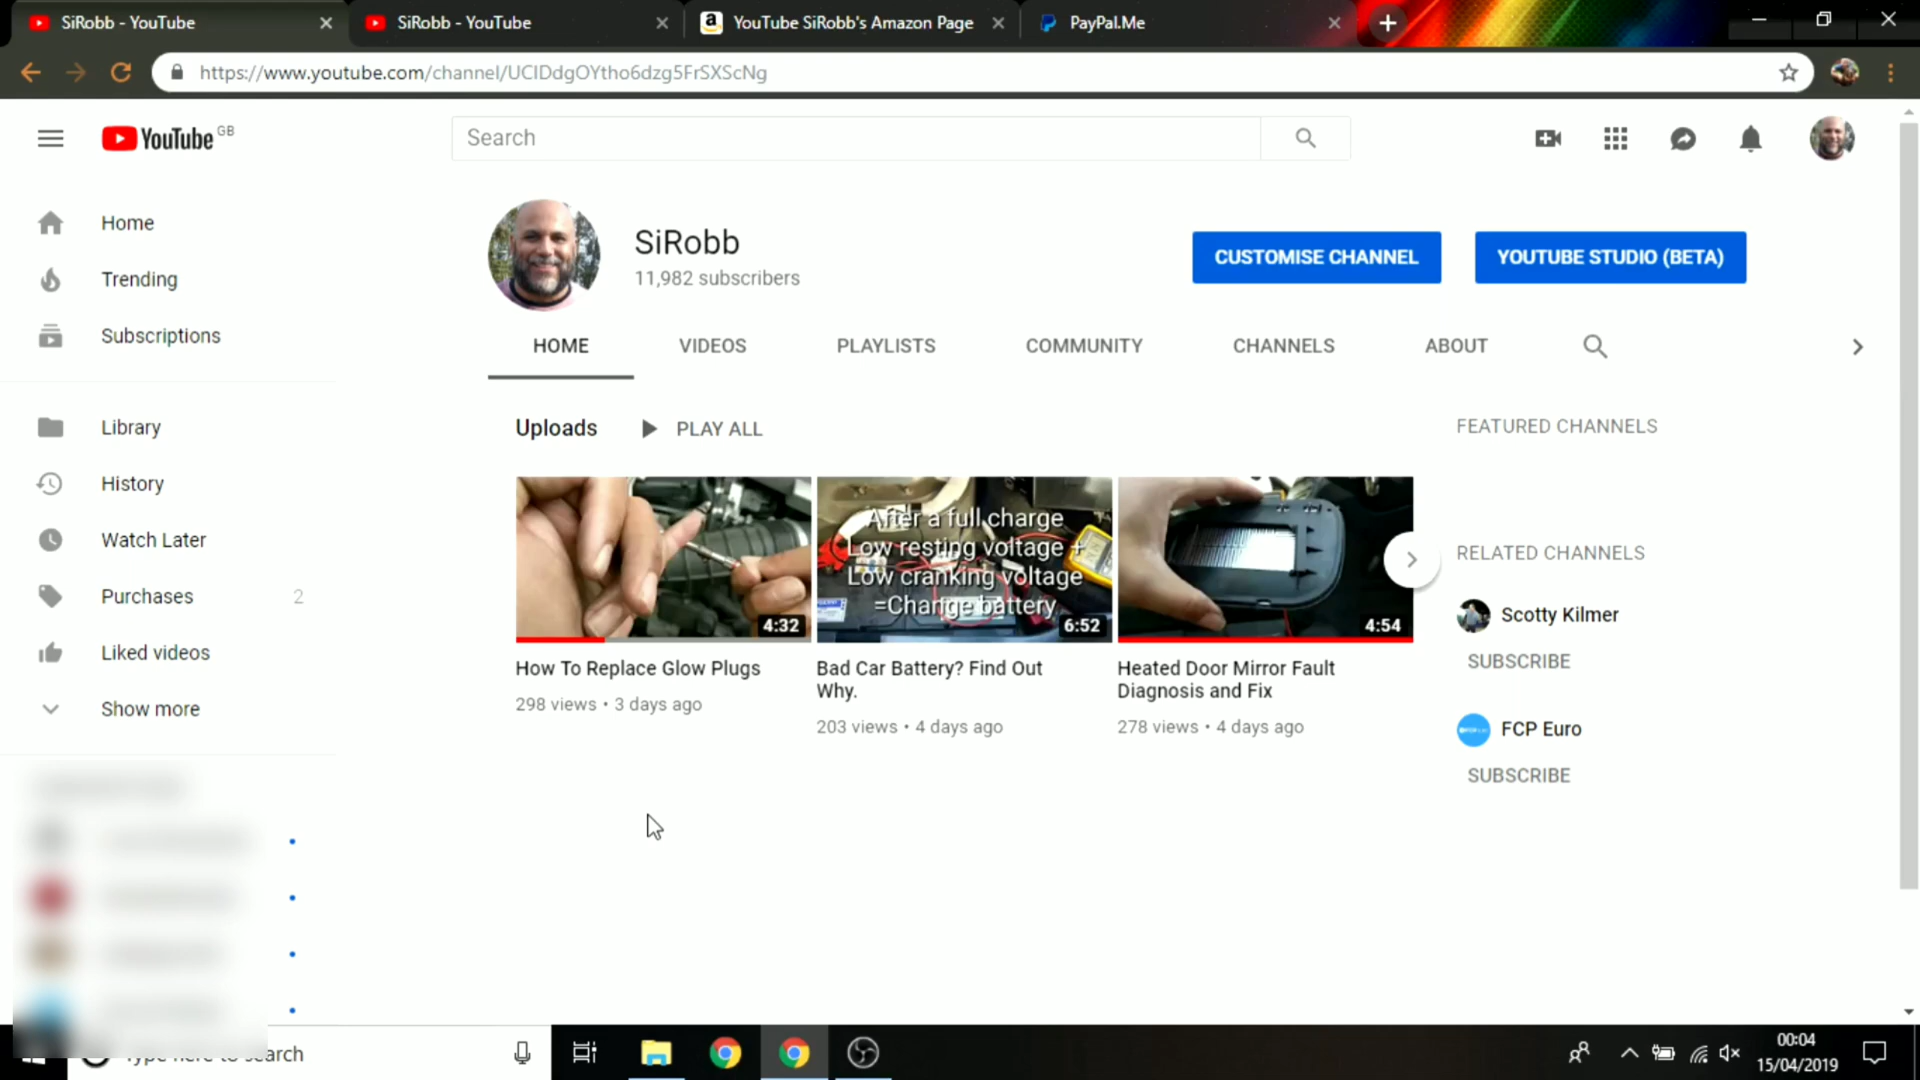 SiRobb - YouTube
SiRobb - YouTube
YouTube SiRobb's Amazon Page
PayPal.Me
https://www.youtube.com/channel/UCIDdgOYtho6dzg5FrSXScNg
YouTube GB
Search
Home
Trending
Subscriptions
Library
History
Watch Later
Purchases 2
Liked videos
Show more
SiRobb
11,982 subscribers
CUSTOMISE CHANNEL
YOUTUBE STUDIO (BETA)
HOME VIDEOS PLAYLISTS COMMUNITY CHANNELS ABOUT
Uploads PLAY ALL
4:32
How To Replace Glow Plugs
298 views • 3 days ago
After a full charge
Low resting voltage +
Low cranking voltage
=Change battery
6:52
Bad Car Battery? Find Out
Why.
203 views • 4 days ago
4:54
Heated Door Mirror Fault
Diagnosis and Fix
278 views • 4 days ago
FEATURED CHANNELS
RELATED CHANNELS
Scotty Kilmer
SUBSCRIBE
FCP Euro
SUBSCRIBE
Type here to search
00:04
15/04/2019